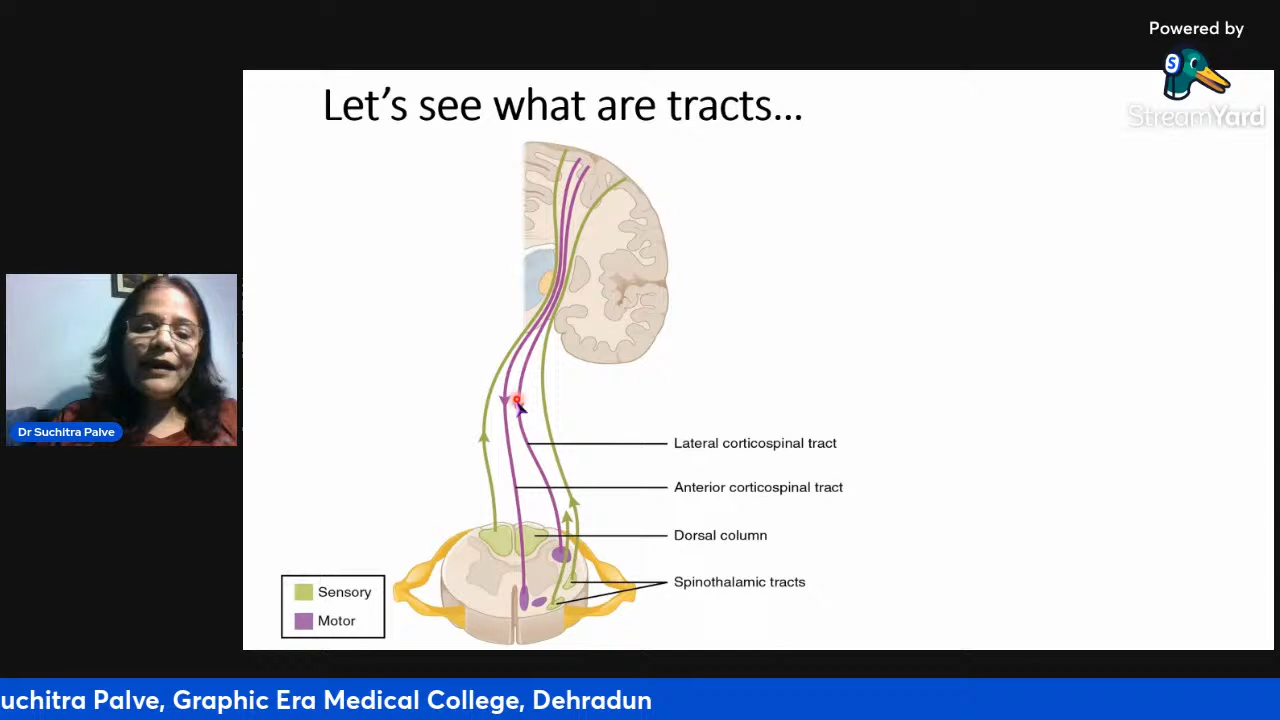 Powered by
S
StreamYard
Let's see what are tracts...
Lateral corticospinal tract
Anterior corticospinal tract
Dorsal column
Spinothalamic tracts
Sensory
Motor
Dr Suchitra Palve
uchitra Palve, Graphic Era Medical College, Dehradun